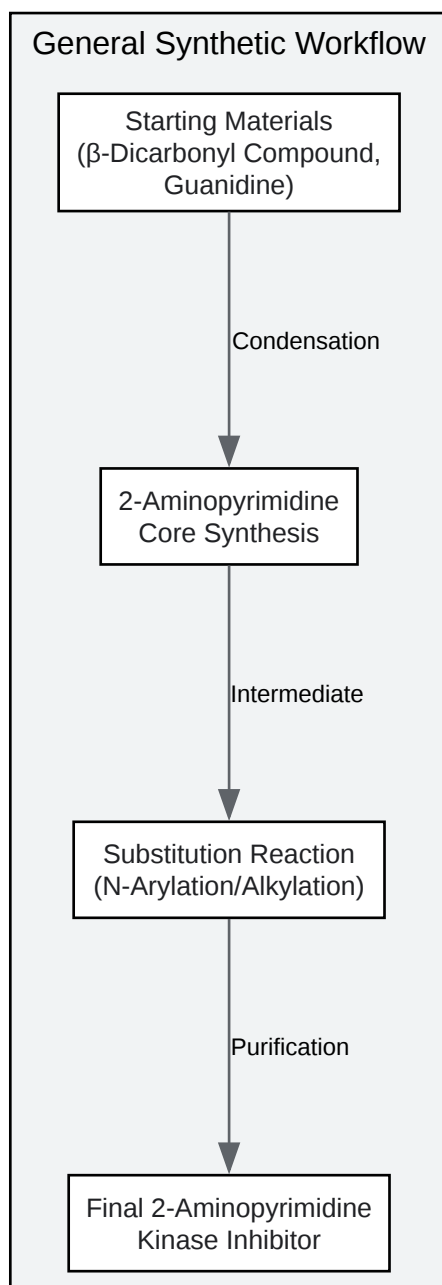 General Synthetic Workflow
Starting Materials
(β-Dicarbonyl Compound,
Guanidine)
Condensation
2-Aminopyrimidine
Core Synthesis
Intermediate
Substitution Reaction
(N-Arylation/Alkylation)
Purification
Final 2-Aminopyrimidine
Kinase Inhibitor